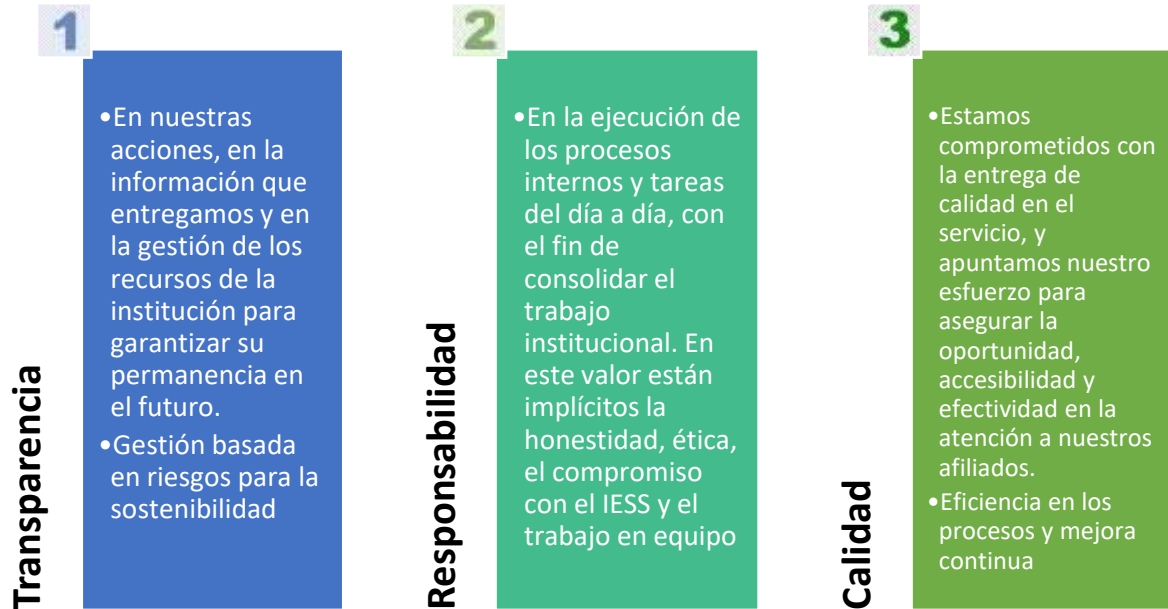 1
Transparencia
•En nuestras
acciones, en la
información que
entregamos y en
la gestión de los
recursos de la
institución para
garantizar su
permanencia en
el futuro.
•Gestión basada
en riesgos para la
sostenibilidad
2
Responsabilidad
•En la ejecución de
los procesos
internos y tareas
del día a día, con
el fin de
consolidar el
trabajo
institucional. En
este valor están
implícitos la
honestidad, ética,
el compromiso
con el IESS y el
trabajo en equipo
3
Calidad
•Estamos
comprometidos con
la entrega de
calidad en el
servicio, y
apuntamos nuestro
esfuerzo para
asegurar la
oportunidad,
accesibilidad y
efectividad en la
atención a nuestros
afiliados.
•Eficiencia en los
procesos y mejora
continua